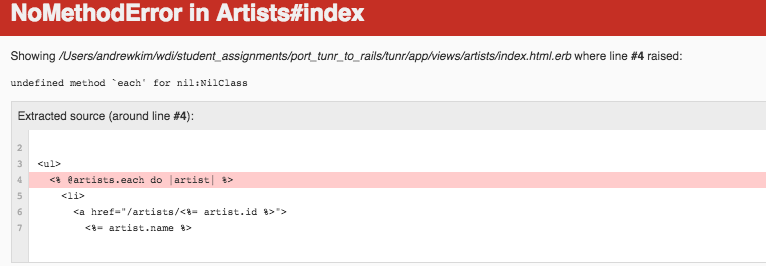 NoMethodError in Artists#index
Showing /Users/andrewkim/wdi/student_assignments/port_tunr_to_rails/tunr/app/views/artists/index.html.erb where line #4 raised:
undefined method `each' for nil:NilClass
Extracted source (around line #4):
2
3 <ul>
4 <% @artists.each do |artist| %>
5 <li>
6 <a href="/artists/<%= artist.id %>">
7 <%= artist.name %>